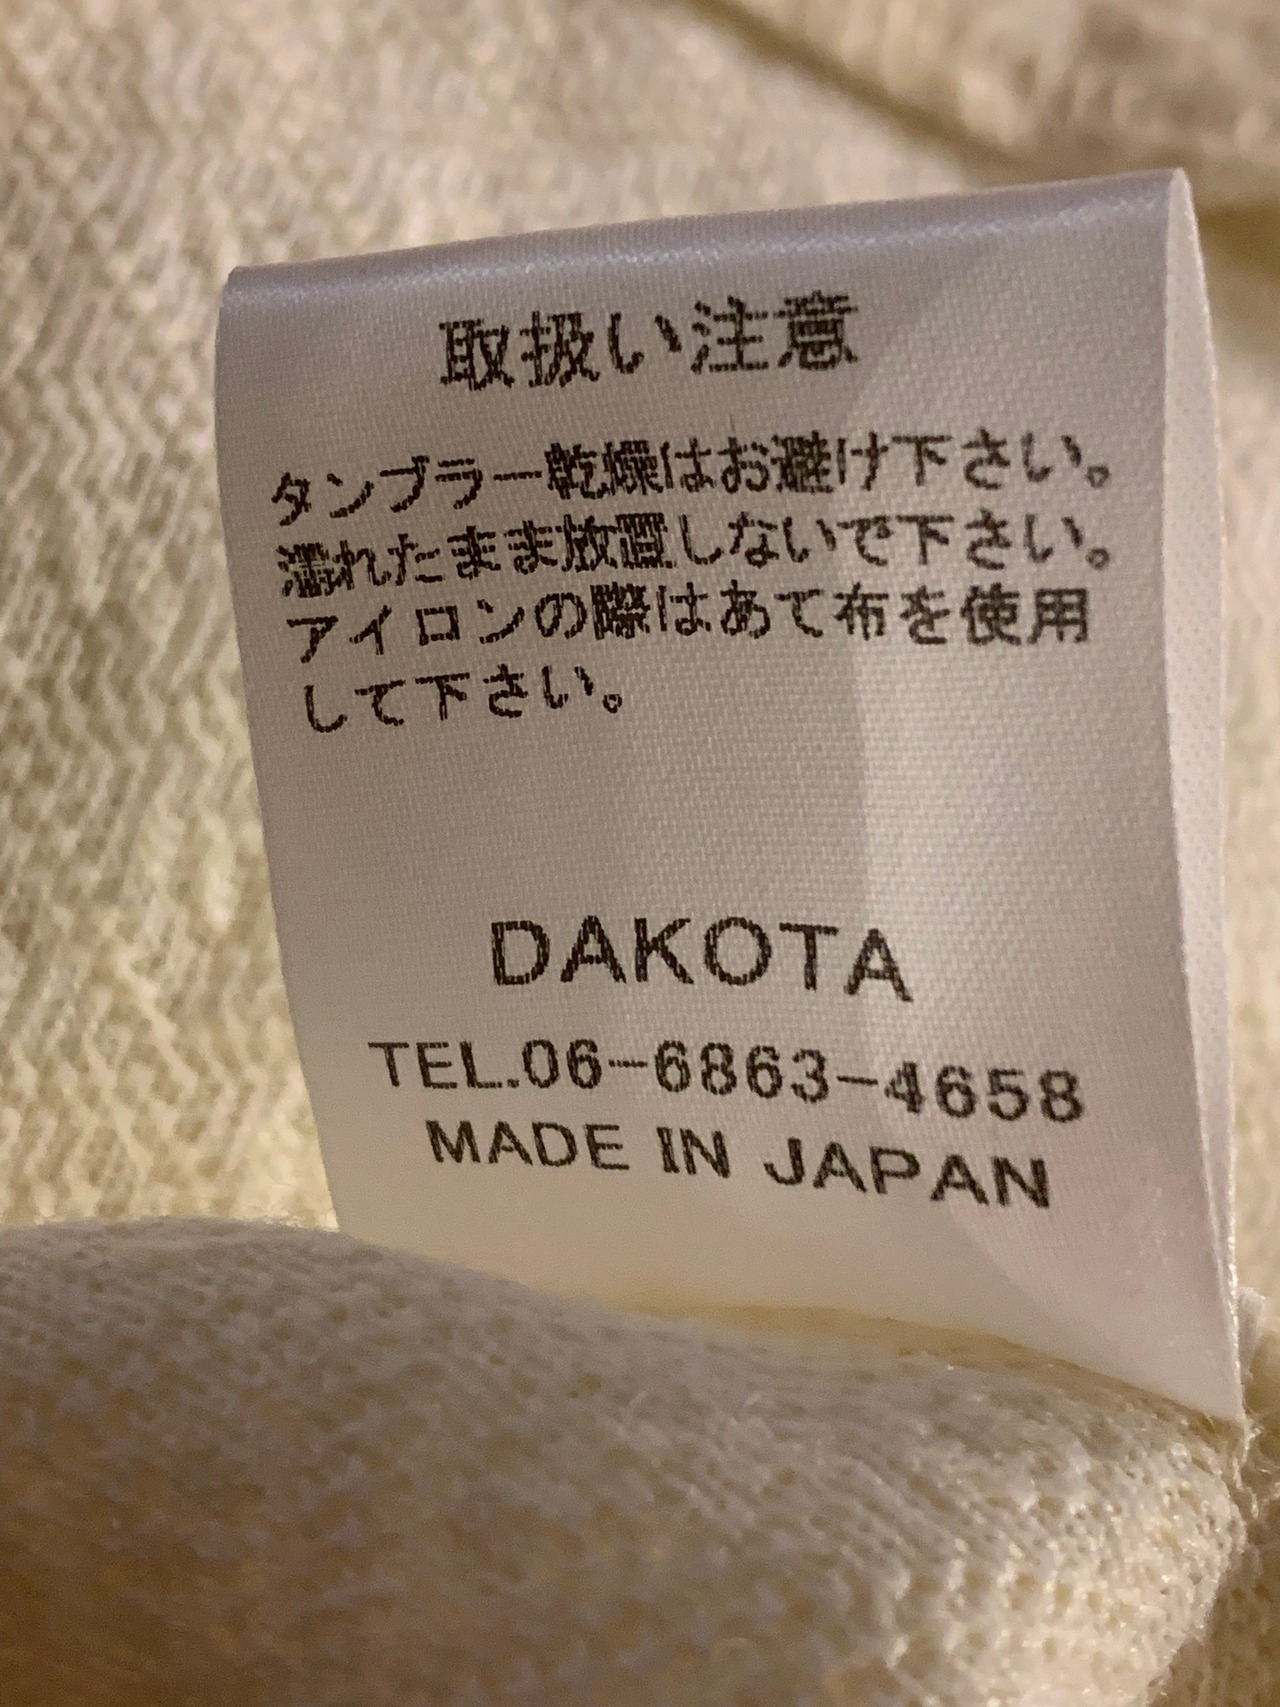 取扱い注意
タンブラー乾燥はお避け下さい。
濡れたまま放置しないで下さい。
アイロンの際はあて布を使用
して下さい。
DAKOTA
TEL.06-6863-4658
MADE IN JAPAN